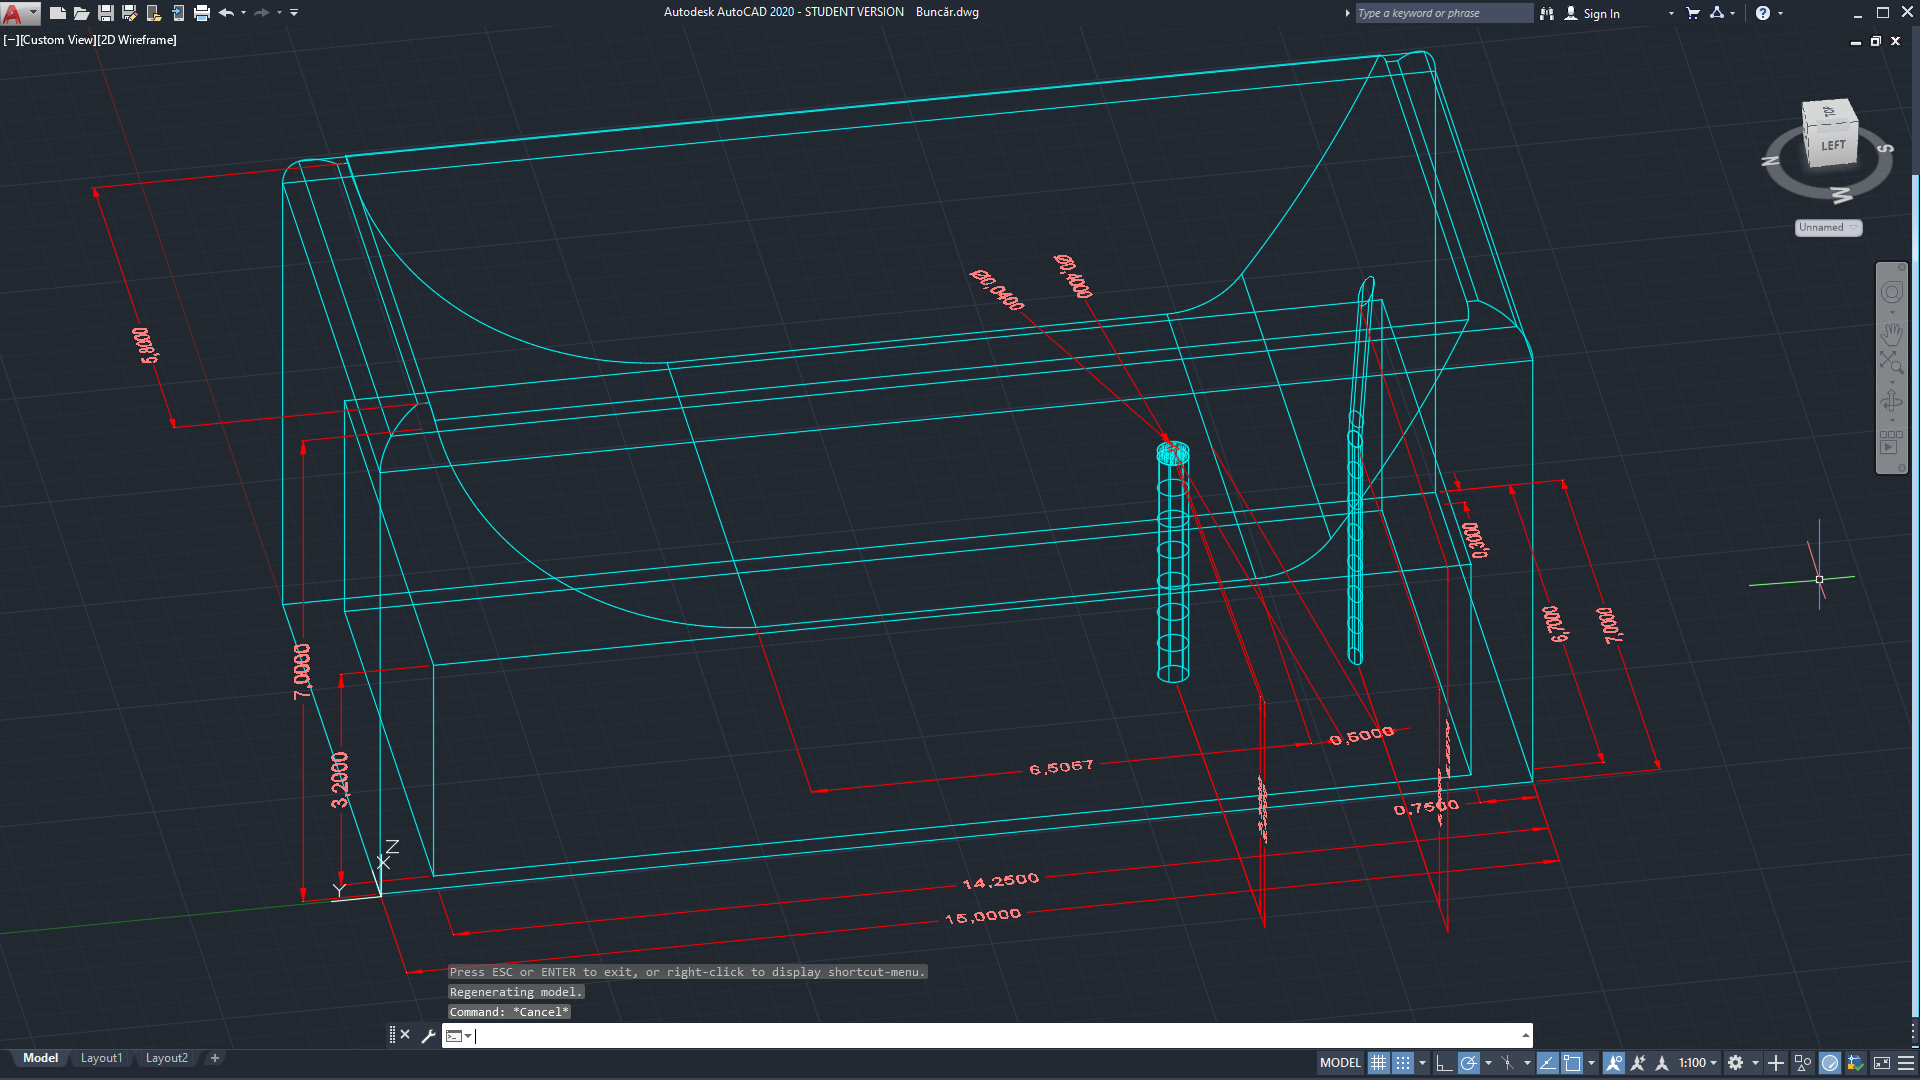 Autodesk AutoCAD 2020 - STUDENT VERSION Buncăr.dwg
Type a keyword or phrase
Sign In
[−][Custom View][2D Wireframe]
TOP
LEFT
N
S
W
Unnamed
Ø0,0400
Ø0,4000
5,8000
0,3000
6,7000
7,0000
7,0000
3,2000
0,5000
6,5067
0,7500
14,2500
15,0000
Z
X
Y
Press ESC or ENTER to exit, or right-click to display shortcut-menu.
Regenerating model.
Command: *Cancel*
Model
Layout1
Layout2
+
MODEL
1:100